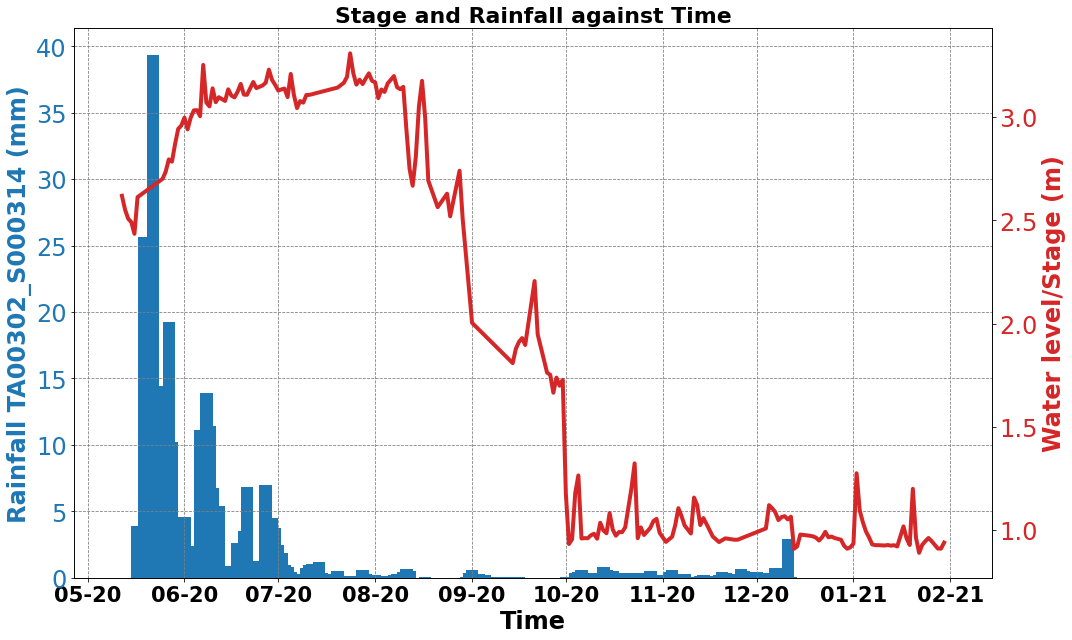 Stage and Rainfall against Time
Rainfall TA00302_S000314 (mm)
40
35
30
25
20
15
10
5
0
3.0
2.5
2.0
1.5
1.0
Water level/Stage (m)
05-20 06-20 07-20 08-20 09-20 10-20 11-20 12-20 01-21 02-21
Time